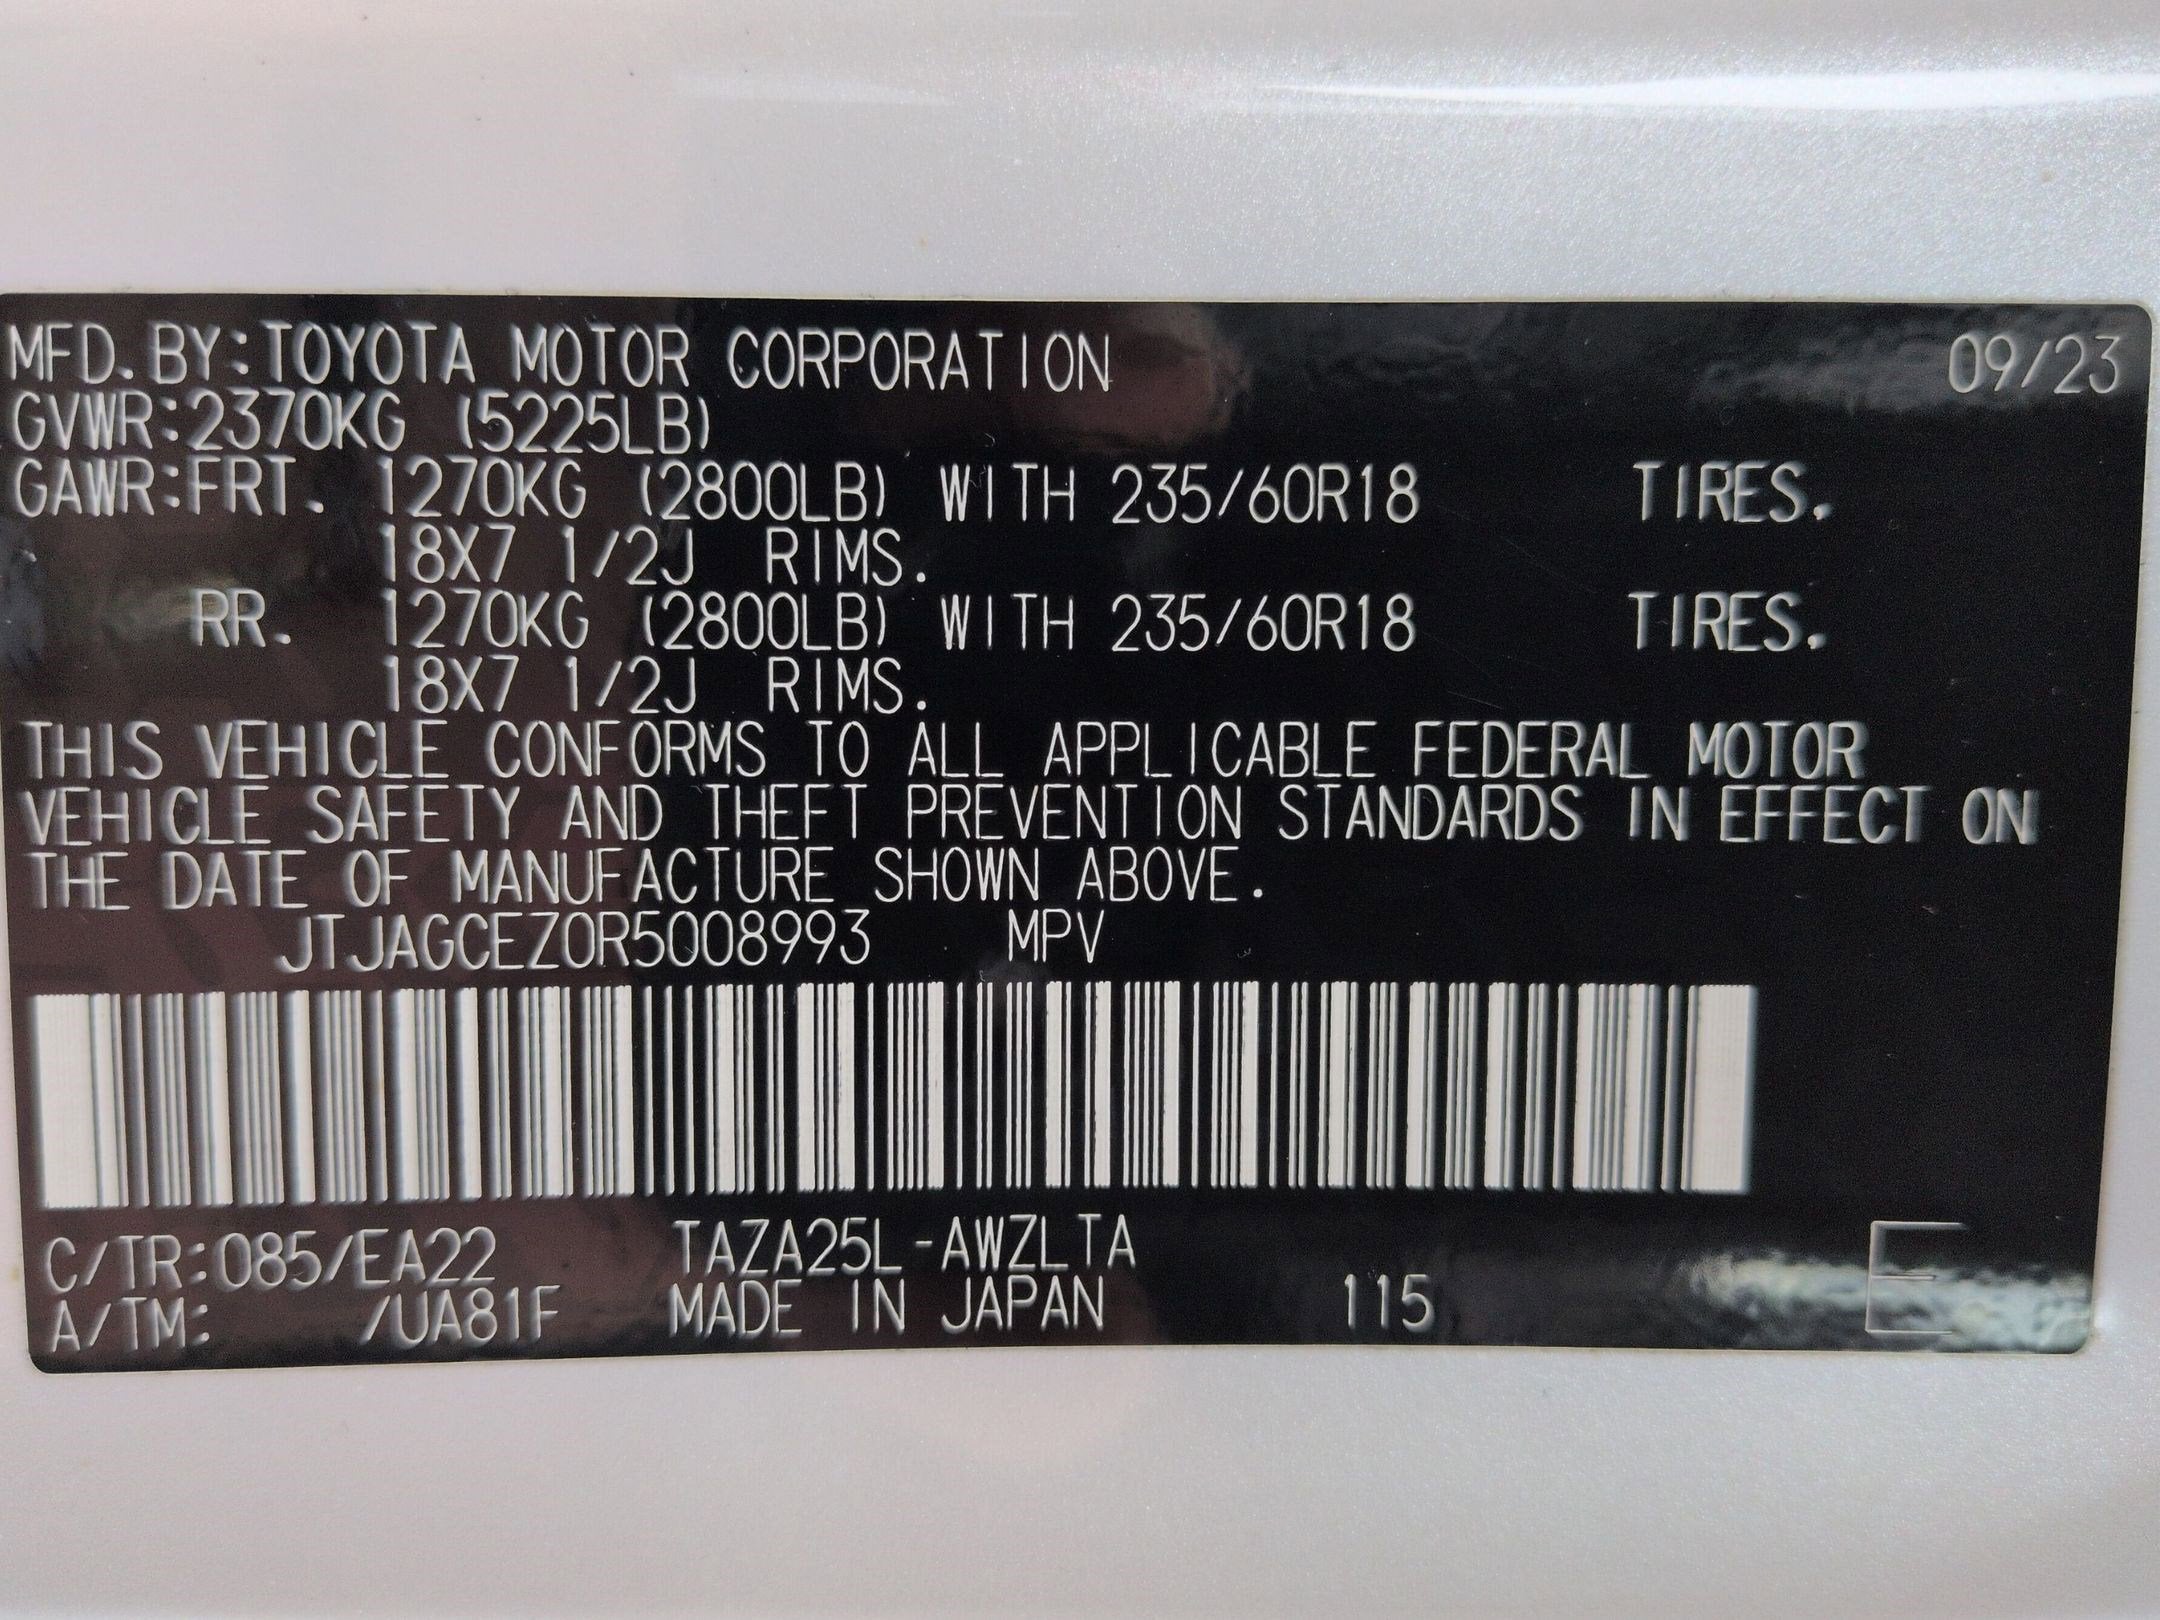 MFD. BY:TOYOTA MOTOR CORPORATION 09/23
GVWR:2370KG (5225LB)
GAWR:FRT. 1270KG (2800LB) WITH 235/60R18 TIRES.
18X7 1/2J RIMS.
RR. 1270KG (2800LB) WITH 235/60R18 TIRES.
18X7 1/2J RIMS.
THIS VEHICLE CONFORMS TO ALL APPLICABLE FEDERAL MOTOR
VEHICLE SAFETY AND THEFT PREVENTION STANDARDS IN EFFECT ON
THE DATE OF MANUFACTURE SHOWN ABOVE.
JTJAGCEZ0R5008993 MPV
C/TR:085/EA22 TAZA25L-AWZLTA
A/TM: /UA81F MADE IN JAPAN 115 E